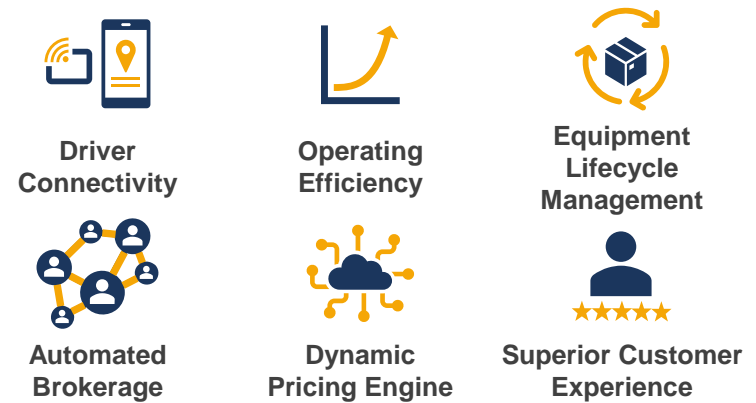 Driver
Connectivity
Operating
Efficiency
Equipment
Lifecycle
Management
Automated
Brokerage
Dynamic
Pricing Engine
Superior Customer
Experience